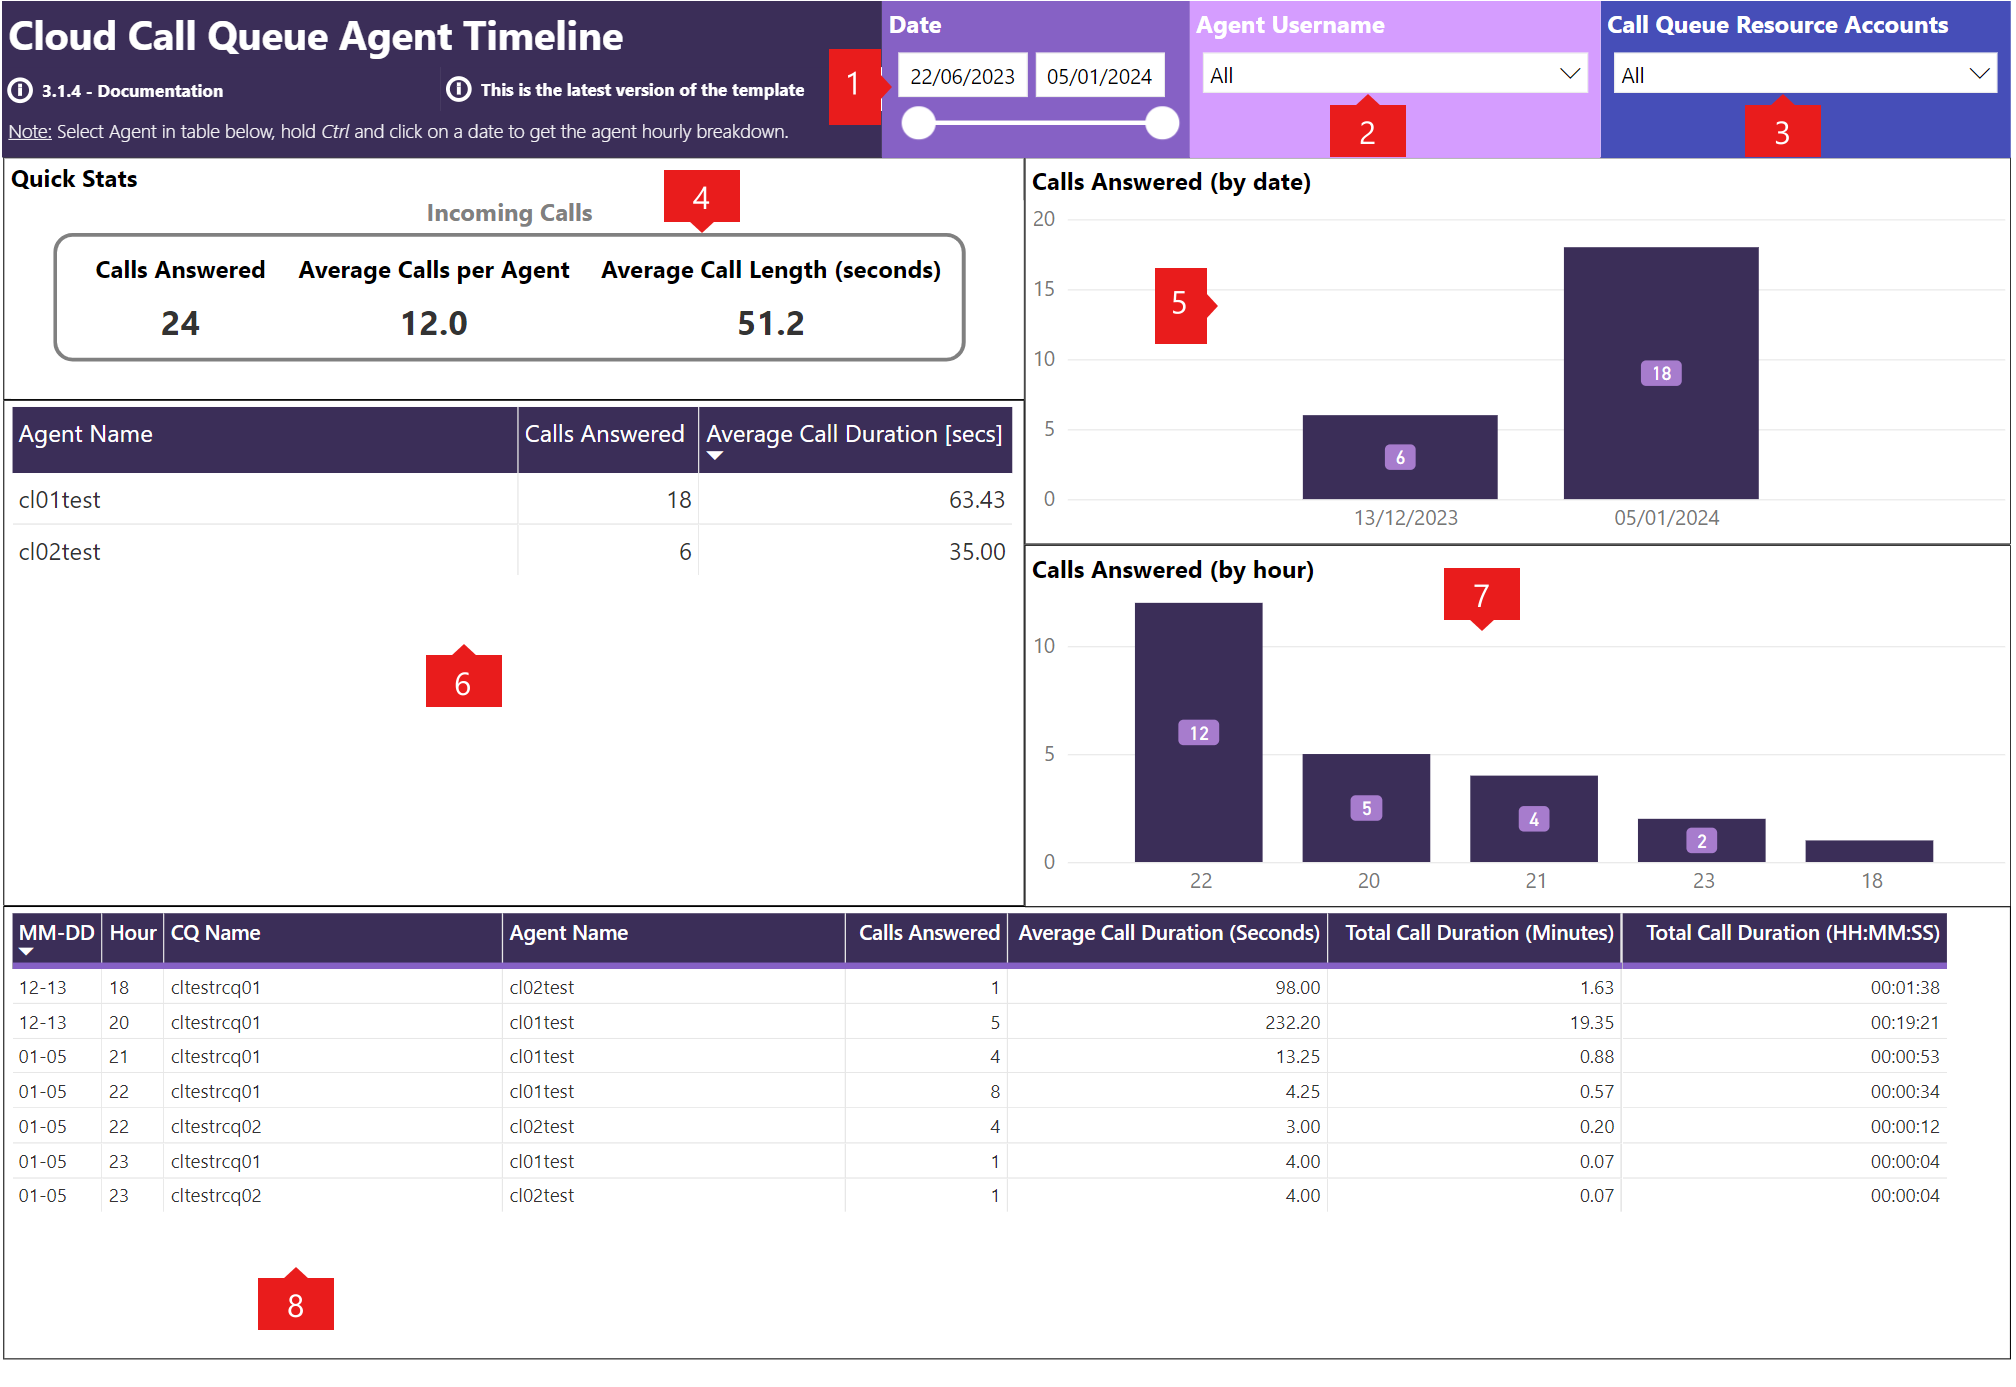 Cloud Call Queue Agent Timeline
3.1.4 - Documentation
This is the latest version of the template
Note: Select Agent in table below, hold Ctrl and click on a date to get the agent hourly breakdown.
1
Date
22/06/2023 05/01/2024
Agent Username
All
2
Call Queue Resource Accounts
All
3
Quick Stats
Incoming Calls
4
Calls Answered Average Calls per Agent Average Call Length (seconds)
24 12.0 51.2
Calls Answered (by date)
20
15
10
5
0
5
6
18
13/12/2023 05/01/2024
Agent Name Calls Answered Average Call Duration [secs]
cl01test 18 63.43
cl02test 6 35.00
6
Calls Answered (by hour)
7
10
5
0
12
5
4
2
22 20 21 23 18
MM-DD Hour CQ Name Agent Name Calls Answered Average Call Duration (Seconds) Total Call Duration (Minutes) Total Call Duration (HH:MM:SS)
12-13 18 cltestrcq01 cl02test 1 98.00 1.63 00:01:38
12-13 20 cltestrcq01 cl01test 5 232.20 19.35 00:19:21
01-05 21 cltestrcq01 cl01test 4 13.25 0.88 00:00:53
01-05 22 cltestrcq01 cl01test 8 4.25 0.57 00:00:34
01-05 22 cltestrcq02 cl02test 4 3.00 0.20 00:00:12
01-05 23 cltestrcq01 cl01test 1 4.00 0.07 00:00:04
01-05 23 cltestrcq02 cl02test 1 4.00 0.07 00:00:04
8